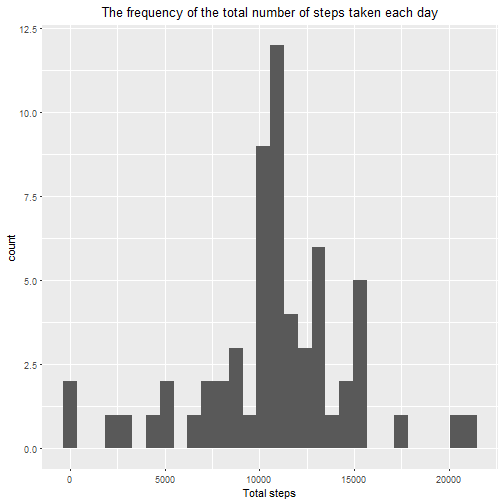 The frequency of the total number of steps taken each day
12.5
10.0
7.5
5.0
2.5
0.0
count
0 5000 10000 15000 20000
Total steps